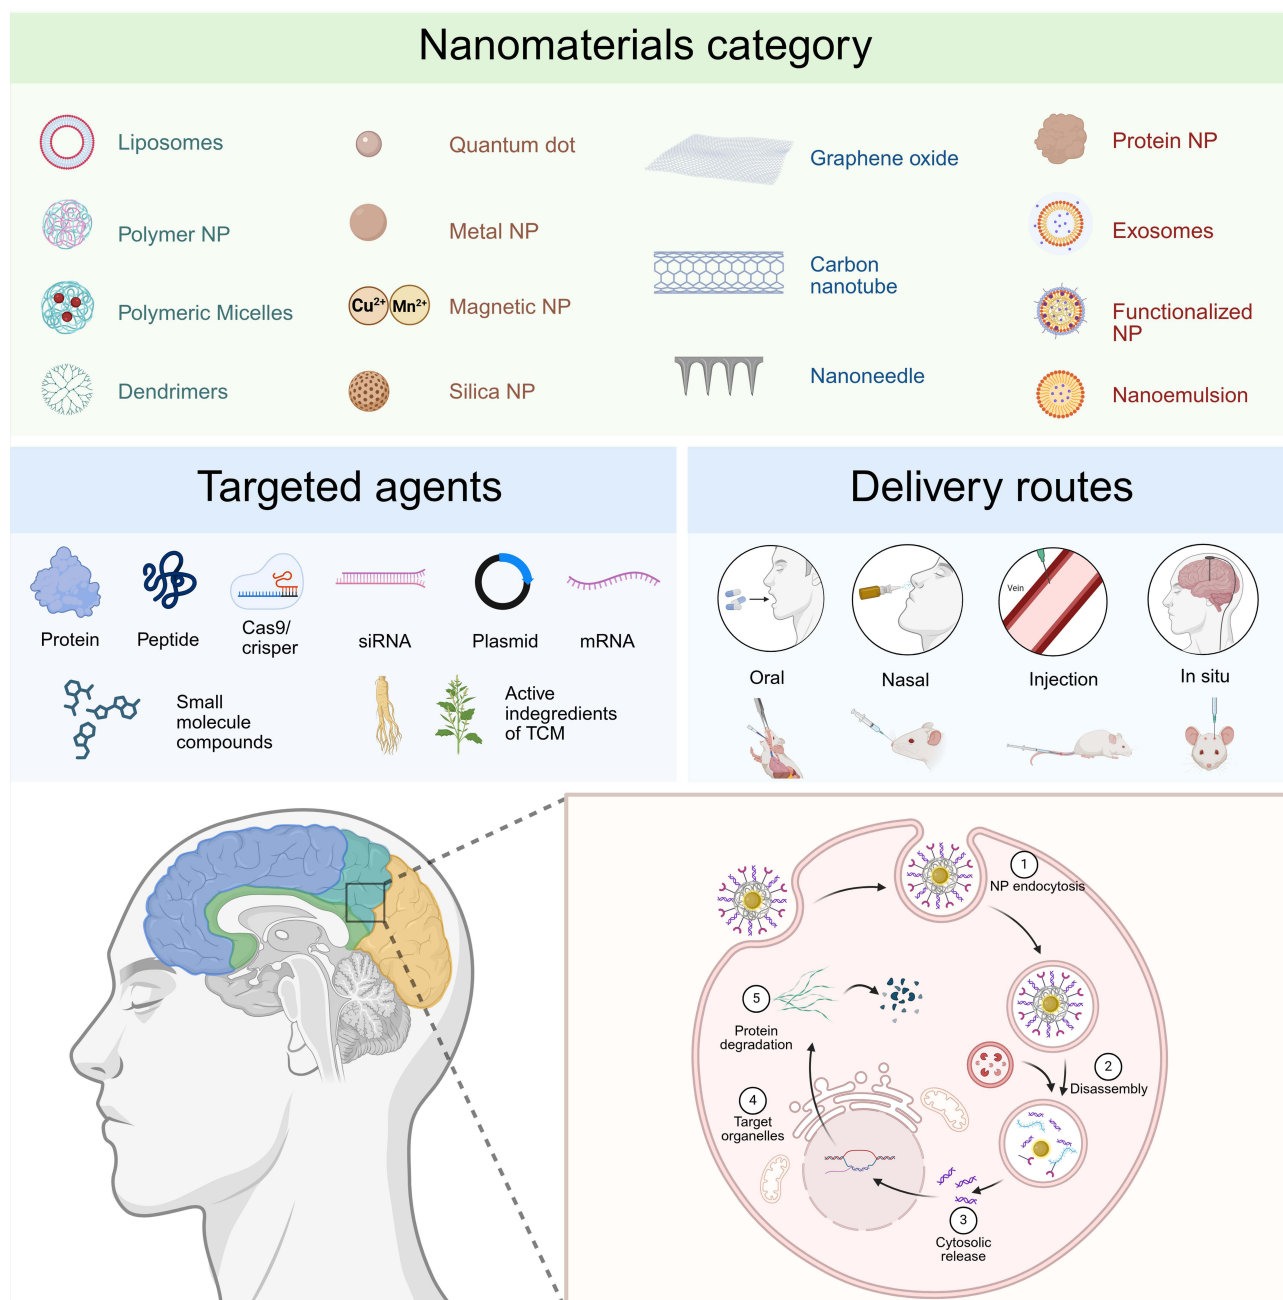 Nanomaterials category
Liposomes
Polymer NP
Polymeric Micelles
Dendrimers
Quantum dot
Metal NP
Cu2+
Mn2+
Magnetic NP
Silica NP
Graphene oxide
Carbon
nanotube
Nanoneedle
Protein NP
Exosomes
Functionalized
NP
Nanoemulsion
Targeted agents
Protein
Peptide
Cas9/
crisper
siRNA
Plasmid
mRNA
Small
molecule
compounds
Active
indegredients
of TCM
Delivery routes
Vein
Oral
Nasal
Injection
In situ
1
NP endocytosis
2
Disassembly
3
Cytosolic
release
4
Target
organelles
5
Protein
degradation